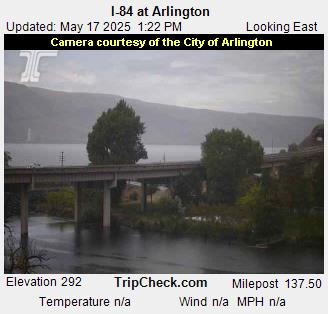 I-84 at Arlington
Updated: May 17 2025 1:22 PM Looking East
Camera courtesy of the City of Arlington
Elevation 292 TripCheck.com Milepost 137.50
Temperature n/a Wind n/a MPH n/a